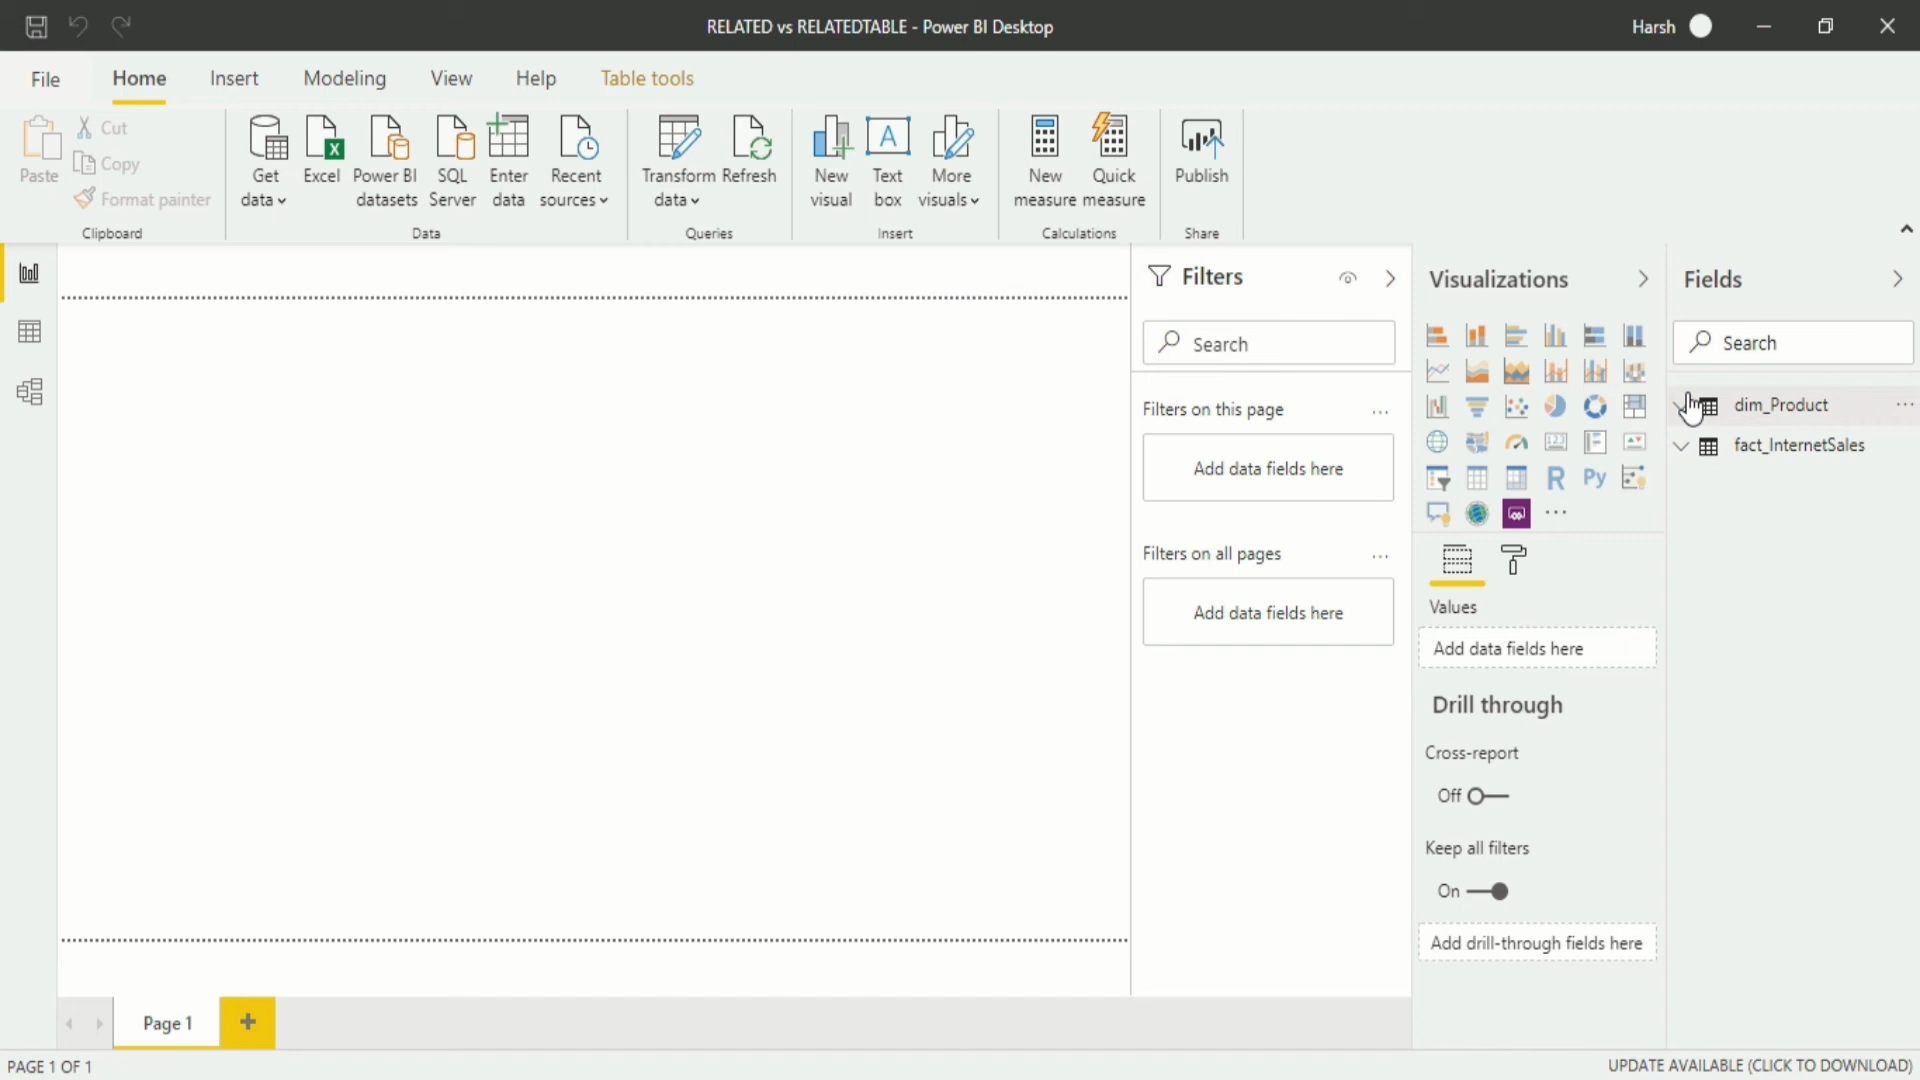 RELATED vs RELATEDTABLE - Power BI Desktop
Harsh
File
Home
Insert
Modeling
View
Help
Table tools
Paste
Cut
Copy
Format painter
Clipboard
Get data
Excel
Power BI datasets
SQL Server
Enter data
Recent sources
Data
Transform data
Refresh
Queries
New visual
A
Text box
More visuals
Insert
New measure
Quick measure
Calculations
Publish
Share
Filters
Search
Filters on this page
...
Add data fields here
Filters on all pages
...
Add data fields here
Visualizations
123
R
Py
...
Values
Add data fields here
Drill through
Cross-report
Off
Keep all filters
On
Add drill-through fields here
Fields
Search
dim_Product
...
fact_InternetSales
Page 1
+
PAGE 1 OF 1
UPDATE AVAILABLE (CLICK TO DOWNLOAD)